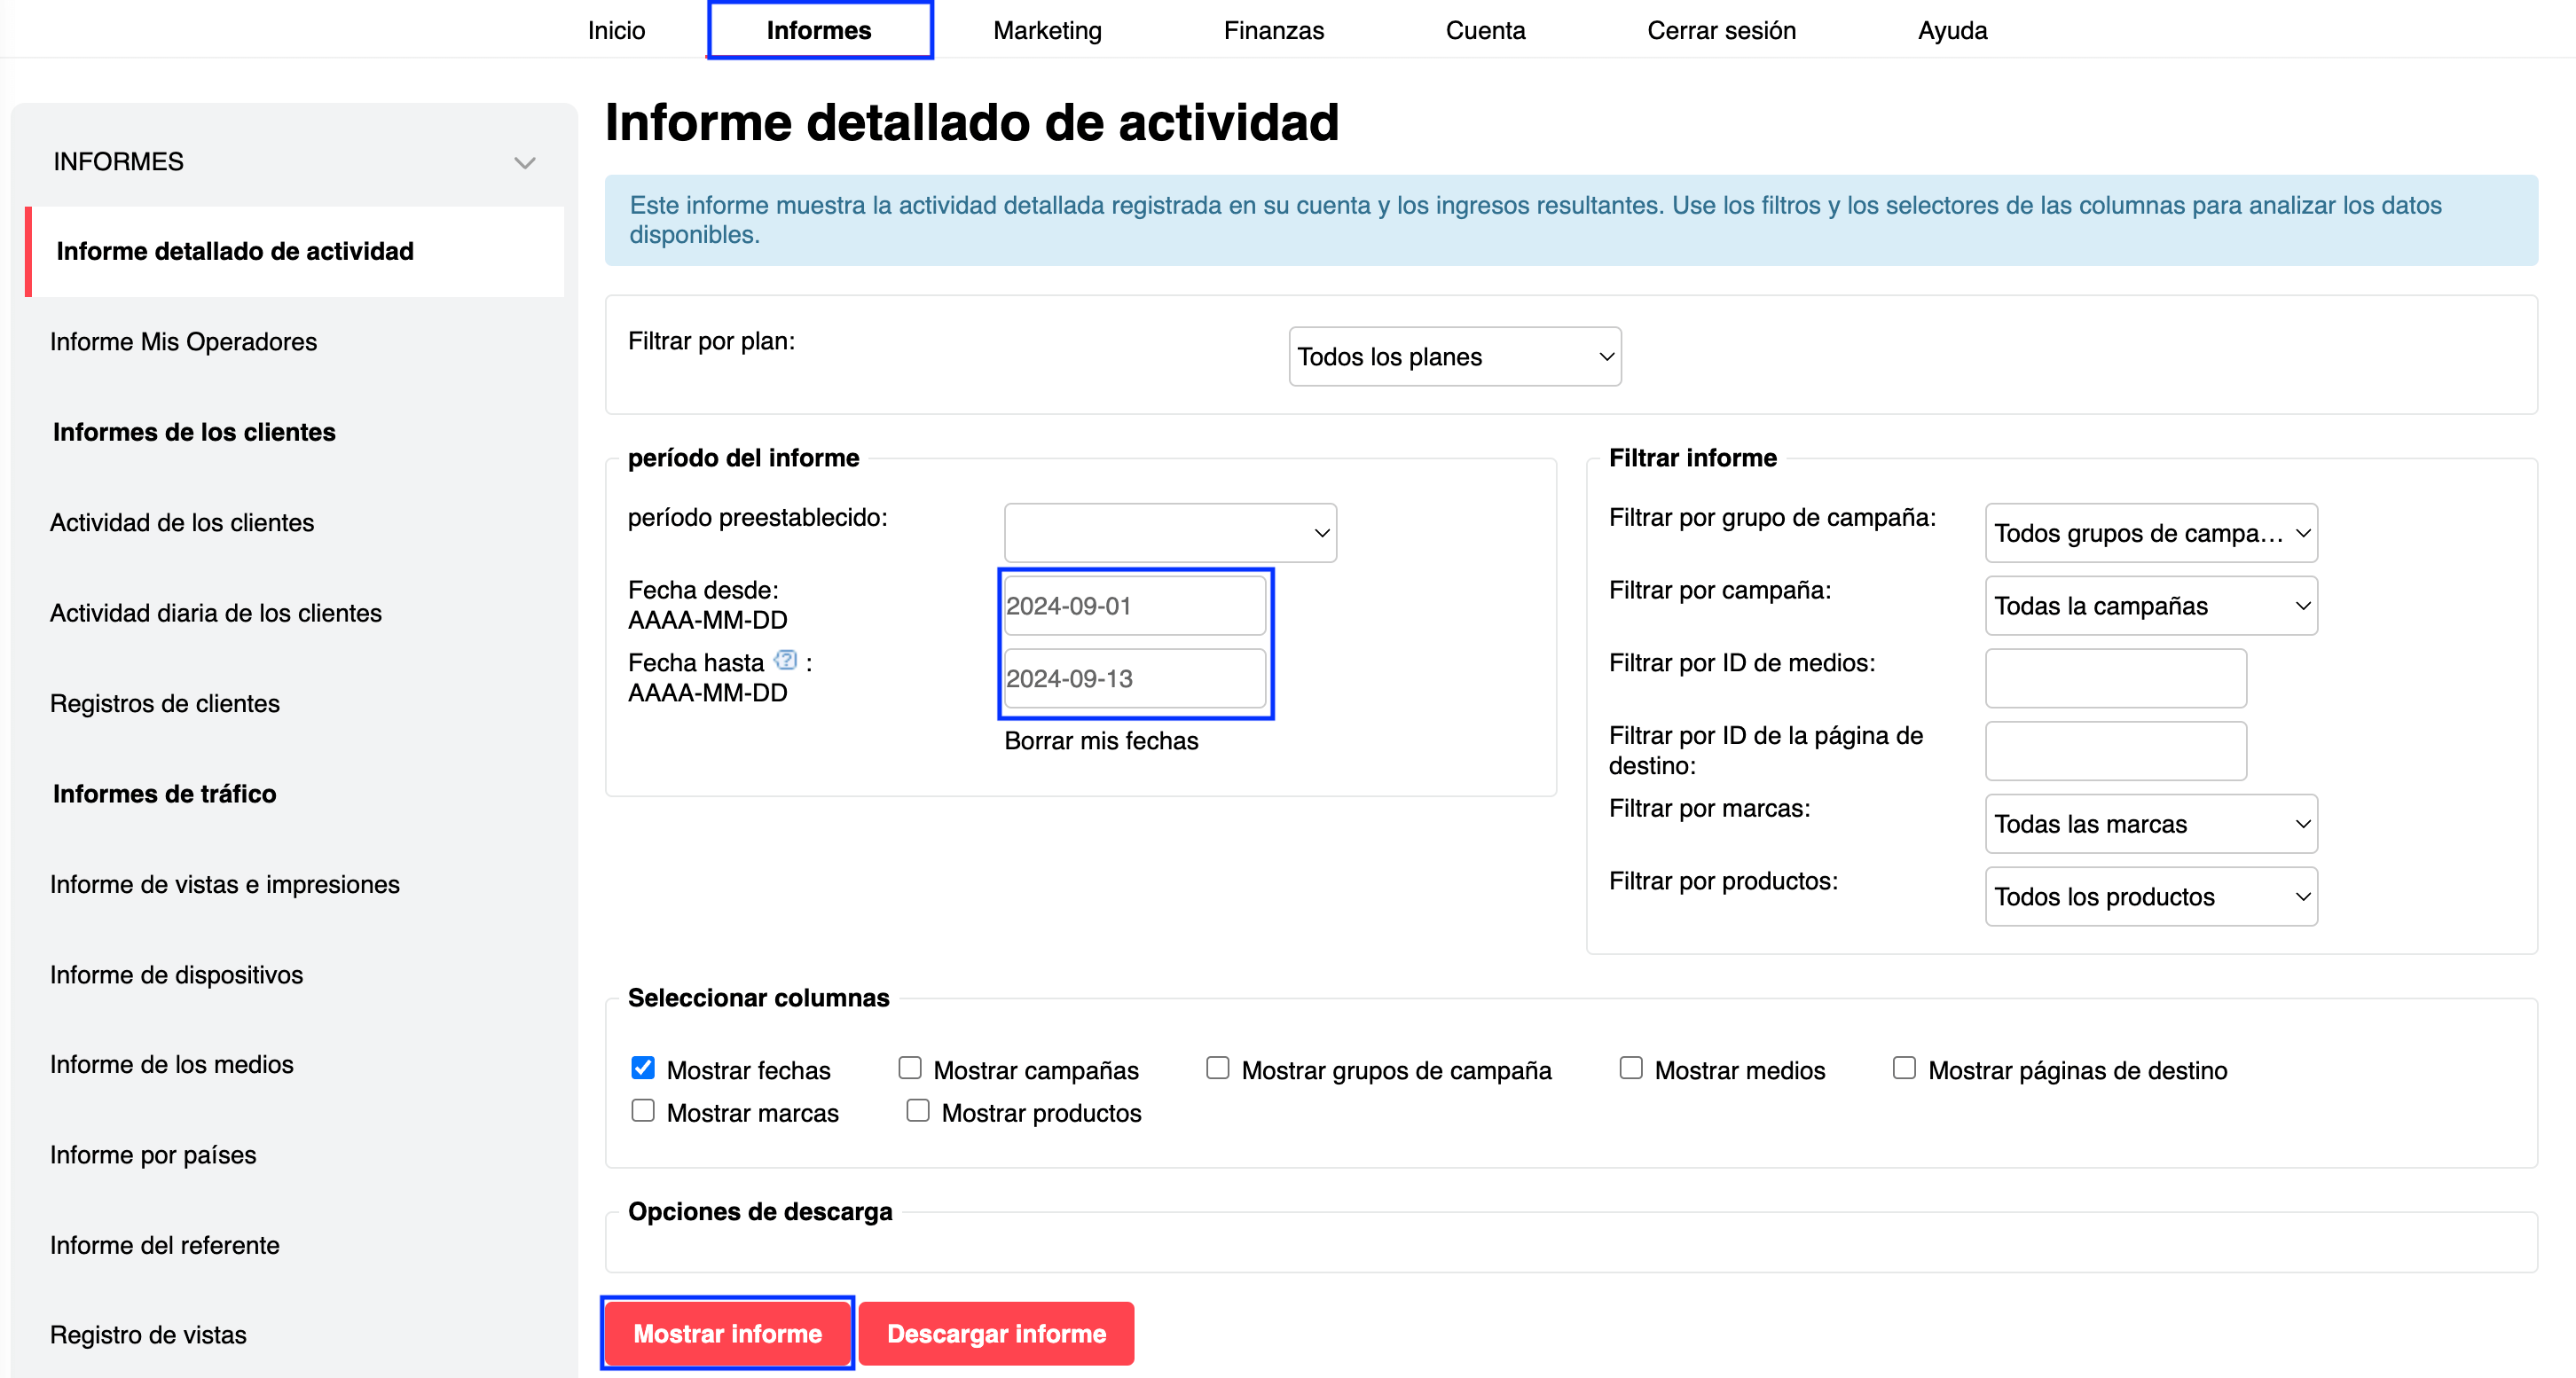 Inicio Informes Marketing Finanzas Cuenta Cerrar sesión Ayuda
INFORMES
Informe detallado de actividad
Informe Mis Operadores
Informes de los clientes
Actividad de los clientes
Actividad diaria de los clientes
Registros de clientes
Informes de tráfico
Informe de vistas e impresiones
Informe de dispositivos
Informe de los medios
Informe por países
Informe del referente
Registro de vistas
Informe detallado de actividad
Este informe muestra la actividad detallada registrada en su cuenta y los ingresos resultantes. Use los filtros y los selectores de las columnas para analizar los datos
disponibles.
Filtrar por plan: Todos los planes
período del informe
período preestablecido:
Fecha desde: 2024-09-01
AAAA-MM-DD
Fecha hasta ? : 2024-09-13
AAAA-MM-DD
Borrar mis fechas
Filtrar informe
Filtrar por grupo de campaña: Todos grupos de campa...
Filtrar por campaña: Todas la campañas
Filtrar por ID de medios:
Filtrar por ID de la página de
destino:
Filtrar por marcas: Todas las marcas
Filtrar por productos: Todos los productos
Seleccionar columnas
Mostrar fechas Mostrar campañas Mostrar grupos de campaña Mostrar medios Mostrar páginas de destino
Mostrar marcas Mostrar productos
Opciones de descarga
Mostrar informe Descargar informe